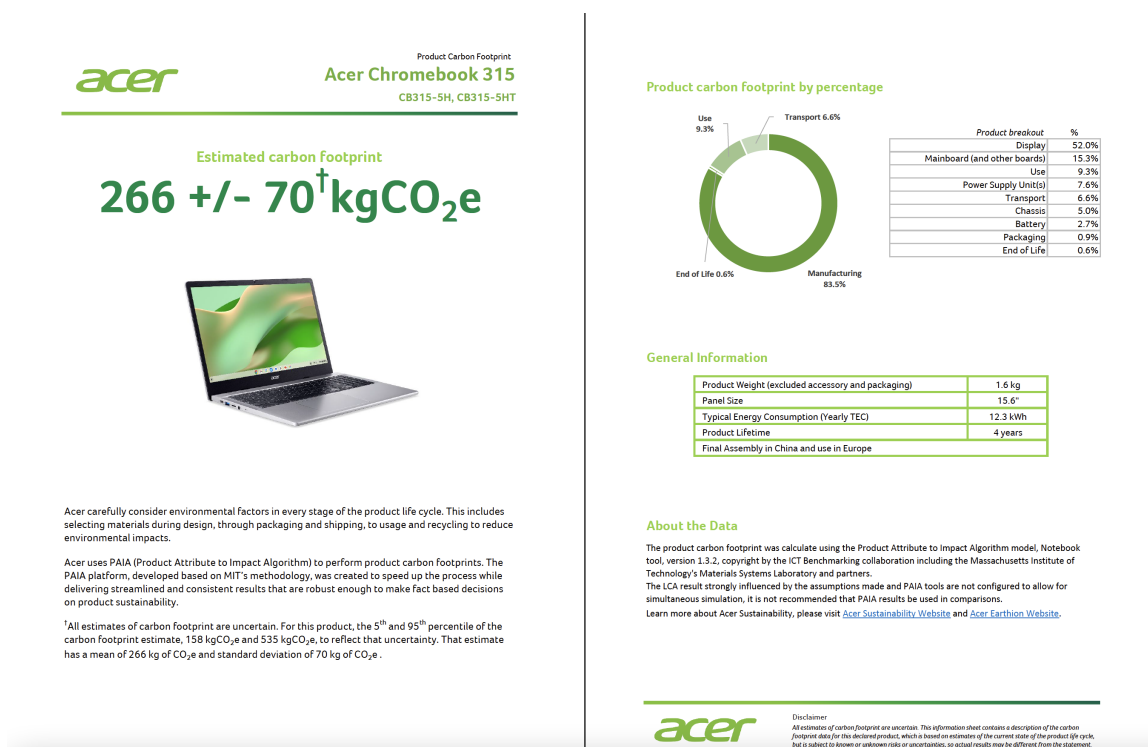 acer
Product Carbon Footprint
Acer Chromebook 315
CB315-5H, CB315-5HT
Estimated carbon footprint
266 +/- 70†kgCO₂e
acer
Acer carefully consider environmental factors in every stage of the product life cycle. This includes
selecting materials during design, through packaging and shipping, to usage and recycling to reduce
environmental impacts.
Acer uses PAIA (Product Attribute to Impact Algorithm) to perform product carbon footprints. The
PAIA platform, developed based on MIT's methodology, was created to speed up the process while
delivering streamlined and consistent results that are robust enough to make fact based decisions
on product sustainability.
†All estimates of carbon footprint are uncertain. For this product, the 5th and 95th percentile of the
carbon footprint estimate, 158 kgCO₂e and 535 kgCO₂e, to reflect that uncertainty. That estimate
has a mean of 266 kg of CO₂e and standard deviation of 70 kg of CO₂e .
Product carbon footprint by percentage
Use
9.3%
Transport 6.6%
End of Life 0.6%
Manufacturing
83.5%
Product breakout %
Display 52.0%
Mainboard (and other boards) 15.3%
Use 9.3%
Power Supply Unit(s) 7.6%
Transport 6.6%
Chassis 5.0%
Battery 2.7%
Packaging 0.9%
End of Life 0.6%
General Information
Product Weight (excluded accessory and packaging) 1.6 kg
Panel Size 15.6"
Typical Energy Consumption (Yearly TEC) 12.3 kWh
Product Lifetime 4 years
Final Assembly in China and use in Europe
About the Data
The product carbon footprint was calculate using the Product Attribute to Impact Algorithm model, Notebook
tool, version 1.3.2, copyright by the ICT Benchmarking collaboration including the Massachusetts Institute of
Technology's Materials Systems Laboratory and partners.
The LCA result strongly influenced by the assumptions made and PAIA tools are not configured to allow for
simultaneous simulation, it is not recommended that PAIA results be used in comparisons.
Learn more about Acer Sustainability, please visit Acer Sustainability Website and Acer Earthion Website.
acer
Disclaimer
All estimates of carbon footprint are uncertain. This information sheet contains a description of the carbon
footprint data for this declared product, which is based on estimates of the current state of the product life cycle,
but is subject to known or unknown risks or uncertainties, so actual results may be different from the statement.